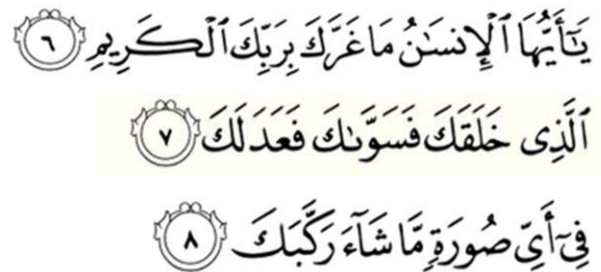 يَٰٓأَيُّهَا ٱلْإِنسَٰنُ مَا غَرَّكَ بِرَبِّكَ ٱلْكَرِيمِ ٦
ٱلَّذِى خَلَقَكَ فَسَوَّىٰكَ فَعَدَلَكَ ٧
فِىٓ أَىِّ صُورَةٍ مَّا شَآءَ رَكَّبَكَ ٨